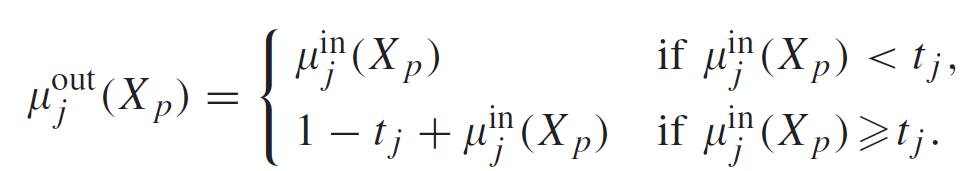 μ_j^out(X_p) = { μ_j^in(X_p) if μ_j^in(X_p) < t_j,
1 − t_j + μ_j^in(X_p) if μ_j^in(X_p) ⩾ t_j.